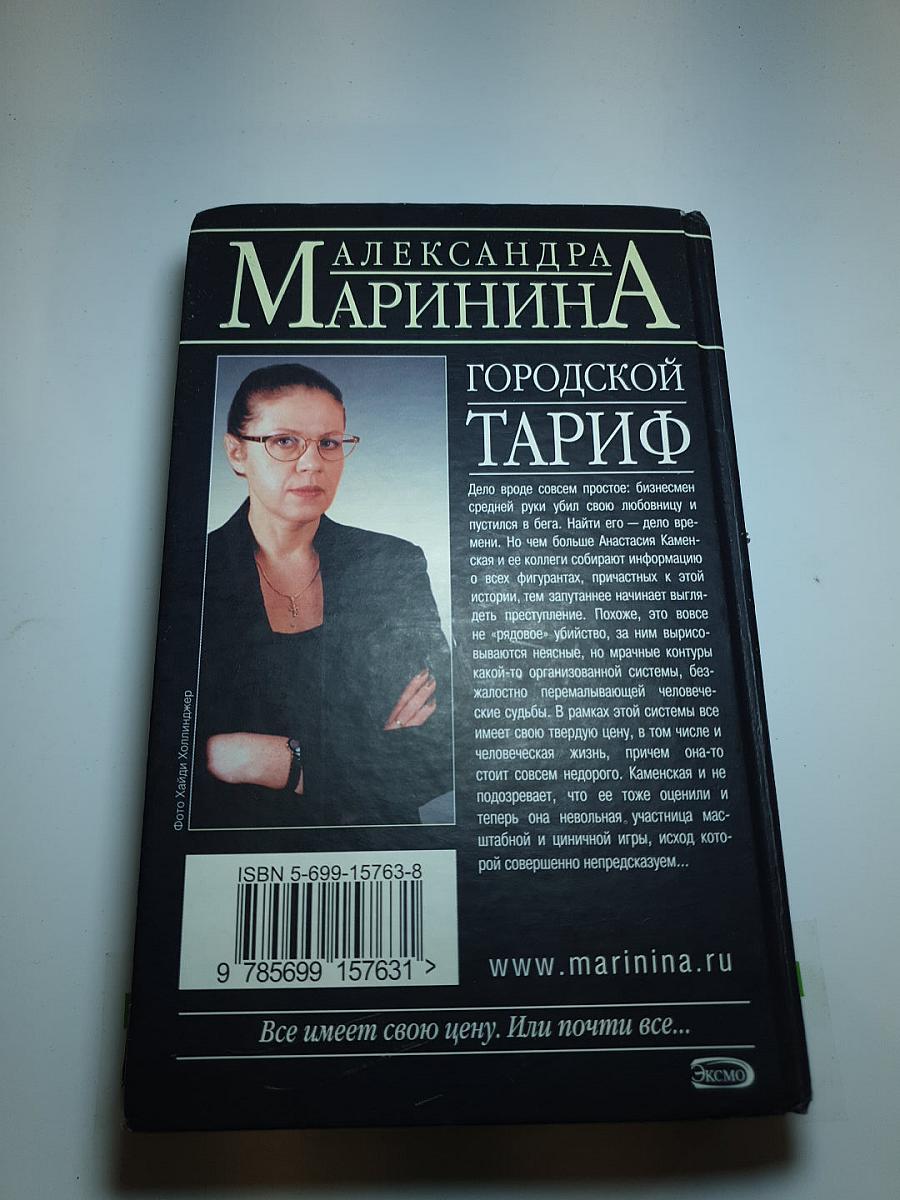 АЛЕКСАНДРА
МАРИНИНА
ГОРОДСКОЙ
ТАРИФ
Дело вроде совсем простое: бизнесмен
средней руки убил свою любовницу и
пустился в бега. Найти его — дело вре-
мени. Но чем больше Анастасия Камен-
ская и ее коллеги собирают информацию
о всех фигурантах, причастных к этой
истории, тем запутаннее начинает выгля-
деть преступление. Похоже, это вовсе
не «рядовое» убийство, за ним вырисо-
вываются неясные, но мрачные контуры
какой-то организованной системы, без-
жалостно перемалывающей человече-
ские судьбы. В рамках этой системы все
имеет свою твердую цену, в том числе и
человеческая жизнь, причем она-то
стоит совсем недорого. Каменская и не
подозревает, что ее тоже оценили и
теперь она невольная участница мас-
штабной и циничной игры, исход кото-
рой совершенно непредсказуем...
Фото Хайди Холлинджер
ISBN 5-699-15763-8
9 785699 157631 >
www.marinina.ru
Все имеет свою цену. Или почти все...
ЭКСМО